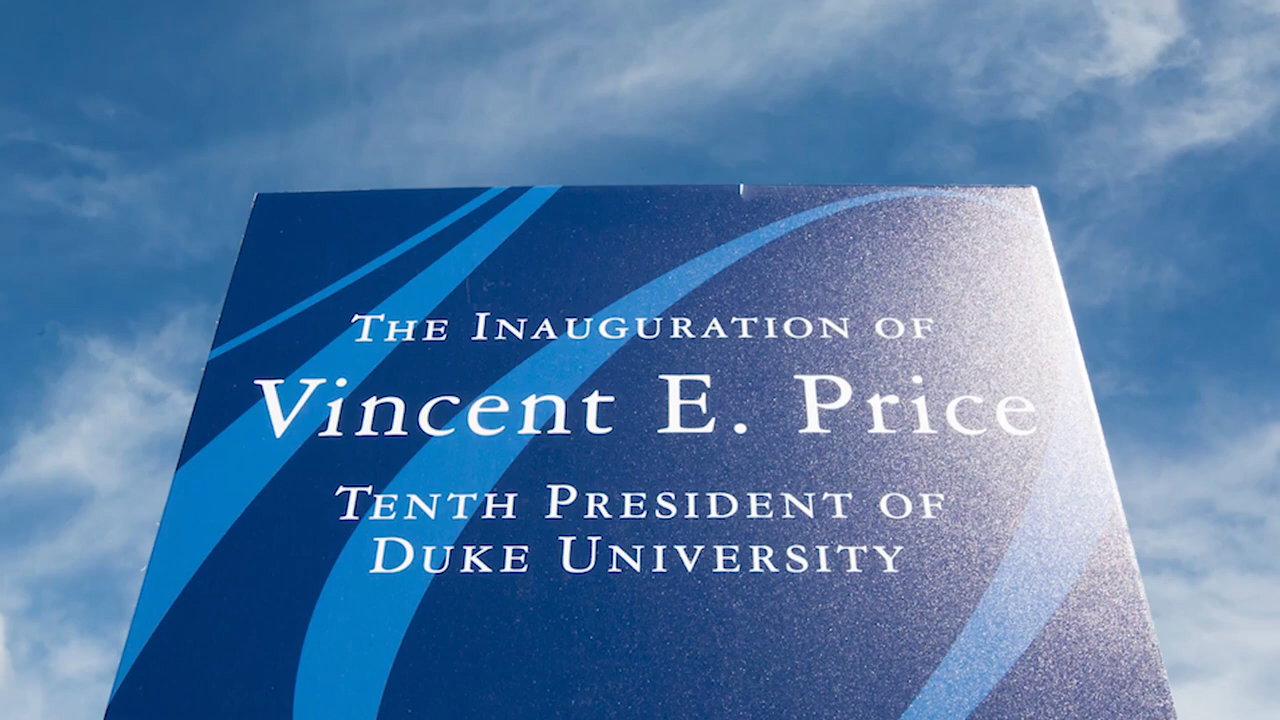 The Inauguration of
Vincent E. Price
Tenth President of
Duke University